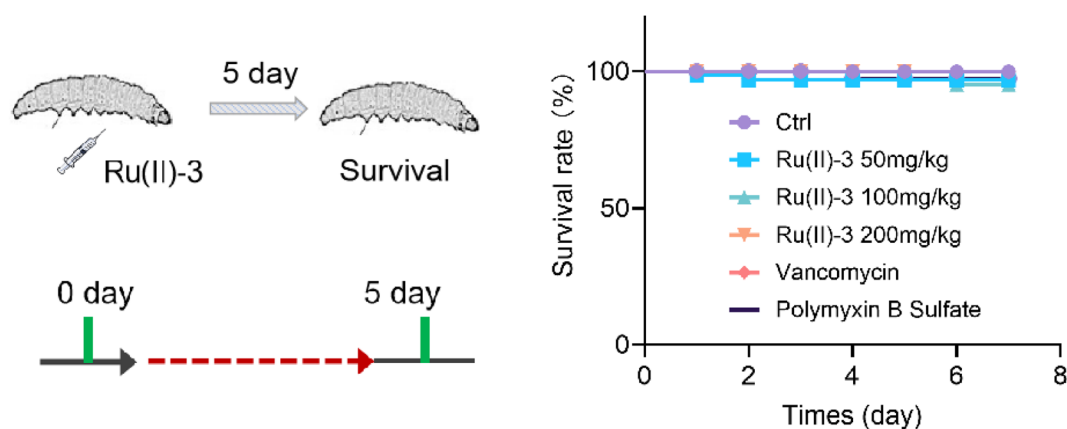 5 day
Ru(II)-3
Survival
0 day
5 day
Survival rate (%)
100
50
0
Ctrl
Ru(II)-3 50mg/kg
Ru(II)-3 100mg/kg
Ru(II)-3 200mg/kg
Vancomycin
Polymyxin B Sulfate
0 2 4 6 8
Times (day)